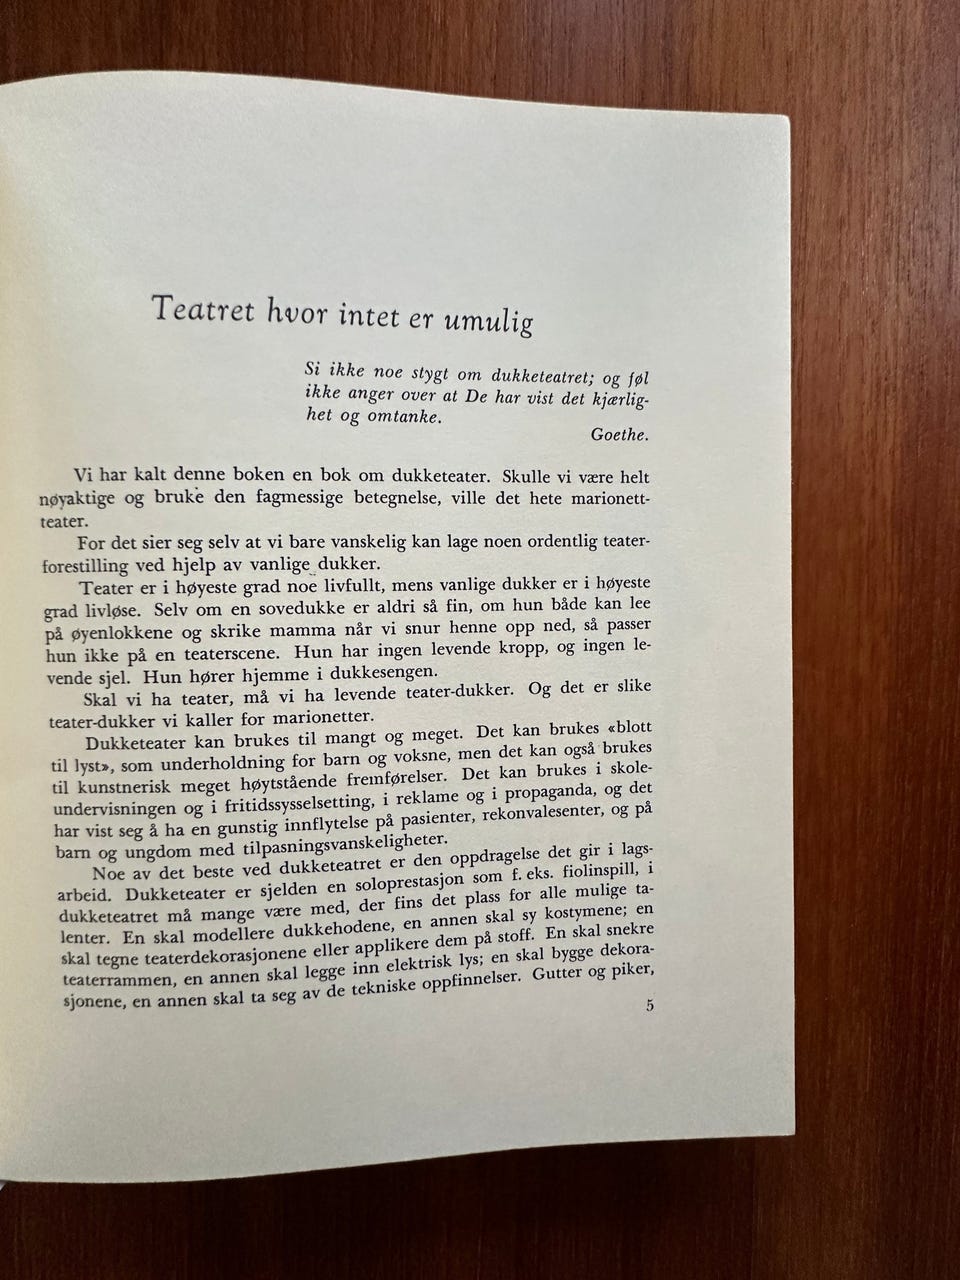 Teatret hvor intet er umulig
Si ikke noe stygt om dukketeatret; og føl
ikke anger over at De har vist det kjærlig-
het og omtanke.
Goethe.
Vi har kalt denne boken en bok om dukketeater. Skulle vi være helt
nøyaktige og bruke den fagmessige betegnelse, ville det hete marionett-
teater.
For det sier seg selv at vi bare vanskelig kan lage noen ordentlig teater-
forestilling ved hjelp av vanlige dukker.
Teater er i høyeste grad noe livfullt, mens vanlige dukker er i høyeste
grad livløse. Selv om en sovedukke er aldri så fin, om hun både kan lee
på øyenlokkene og skrike mamma når vi snur henne opp ned, så passer
hun ikke på en teaterscene. Hun har ingen levende kropp, og ingen le-
vende sjel. Hun hører hjemme i dukkesengen.
Skal vi ha teater, må vi ha levende teater-dukker. Og det er slike
teater-dukker vi kaller for marionetter.
Dukketeater kan brukes til mangt og meget. Det kan brukes «blott
til lyst», som underholdning for barn og voksne, men det kan også brukes
til kunstnerisk meget høytstående fremførelser. Det kan brukes i skole-
undervisningen og i fritidssysselsetting, i reklame og i propaganda, og det
har vist seg å ha en gunstig innflytelse på pasienter, rekonvalesenter, og på
barn og ungdom med tilpasningsvanskeligheter.
Noe av det beste ved dukketeatret er den oppdragelse det gir i lags-
arbeid. Dukketeater er sjelden en soloprestasjon som f. eks. fiolinspill, i
dukketeatret må mange være med, der fins det plass for alle mulige ta-
lenter. En skal modellere dukkehodene, en annen skal sy kostymene; en
skal tegne teaterdekorasjonene eller applikere dem på stoff. En skal snekre
teaterrammen, en annen skal legge inn elektrisk lys; en skal bygge dekora-
sjonene, en annen skal ta seg av de tekniske oppfinnelser. Gutter og piker,
5